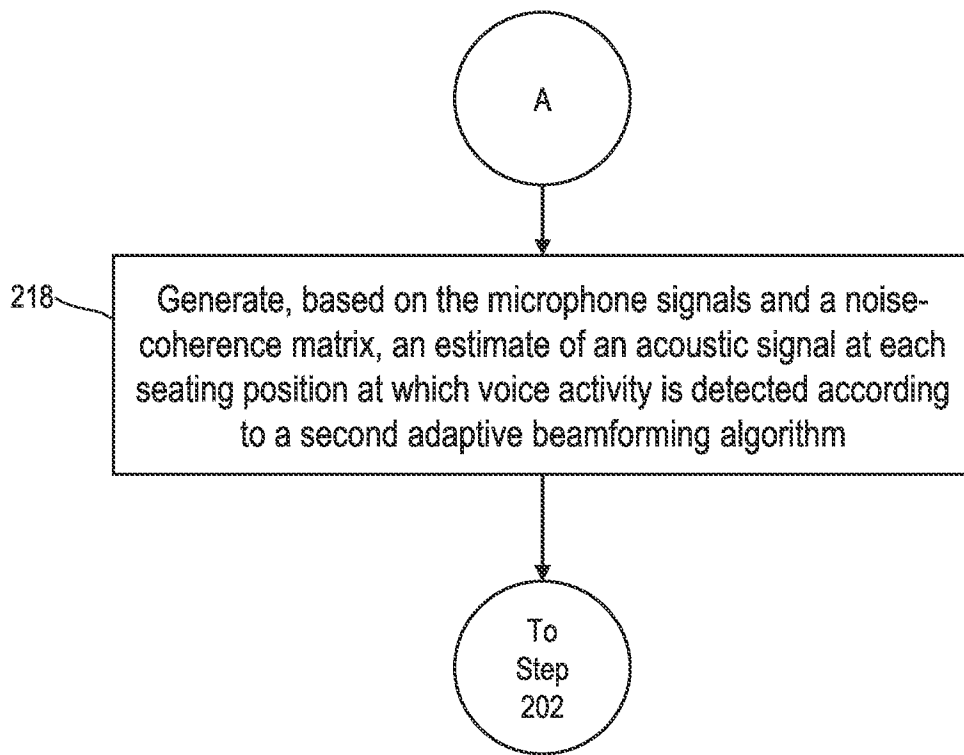 A
218
Generate, based on the microphone signals and a noise-
coherence matrix, an estimate of an acoustic signal at each
seating position at which voice activity is detected according
to a second adaptive beamforming algorithm
To
Step
202